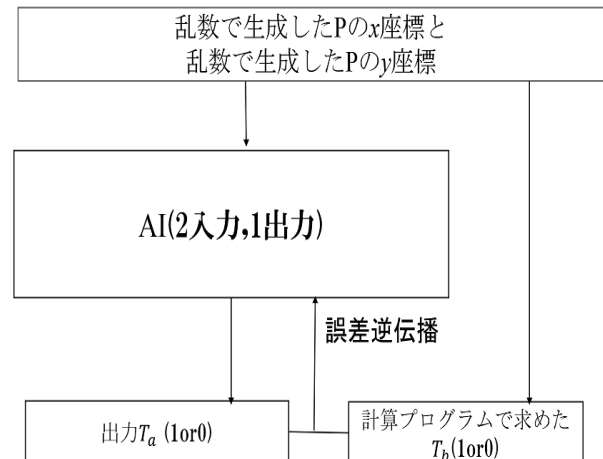 乱数で生成したPのx座標と
乱数で生成したPのy座標
AI(2入力,1出力)
誤差逆伝播
出力Ta (1or0)
計算プログラムで求めた
Tb(1or0)